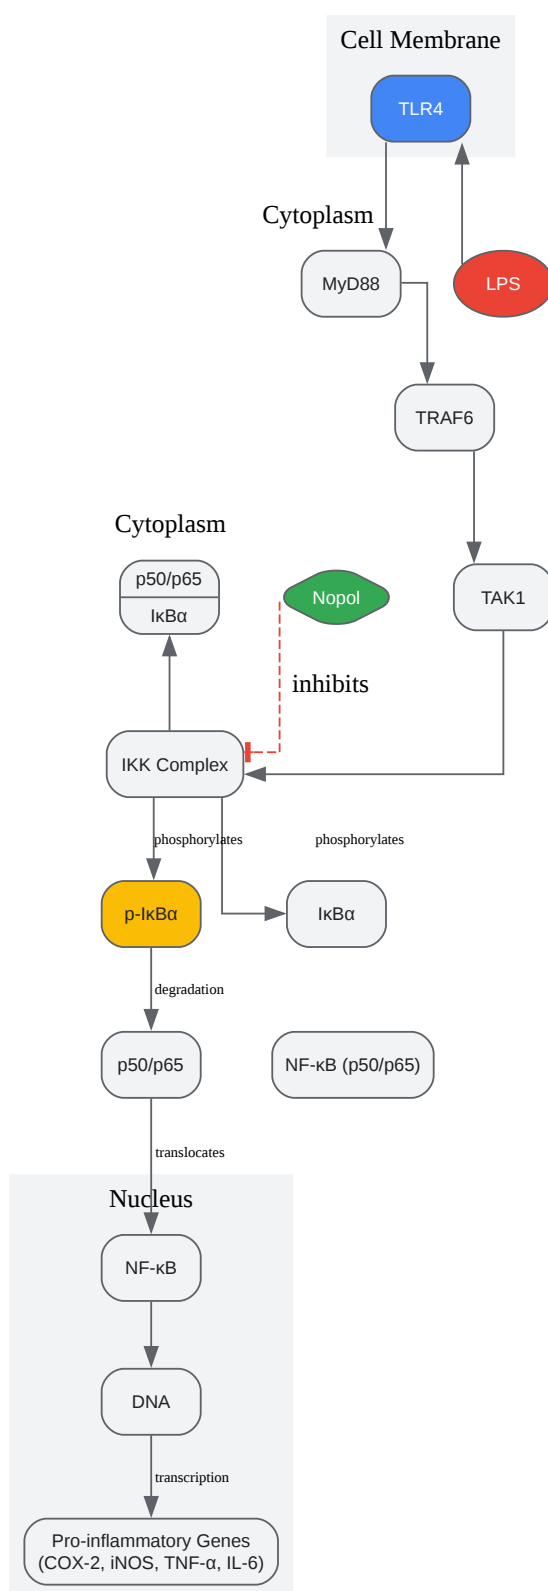 Cell Membrane
TLR4
Cytoplasm
MyD88
LPS
TRAF6
Cytoplasm
p50/p65
IκBα
Nopol
TAK1
inhibits
IKK Complex
phosphorylates
phosphorylates
p-IκBα
IκBα
degradation
p50/p65
NF-κB (p50/p65)
translocates
Nucleus
NF-κB
DNA
transcription
Pro-inflammatory Genes
(COX-2, iNOS, TNF-α, IL-6)